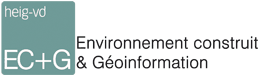 heig-vd
EC+G
Environnement construit
& Géoinformation